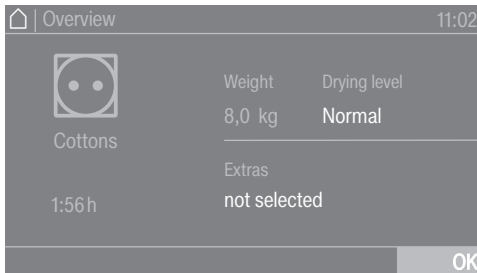 Overview 11:02
Weight Drying level
8,0 kg Normal
Cottons
Extras
1:56 h not selected
OK